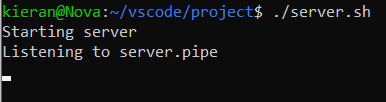 kieran@Nova:~/vscode/project$ ./server.sh
Starting server
Listening to server.pipe